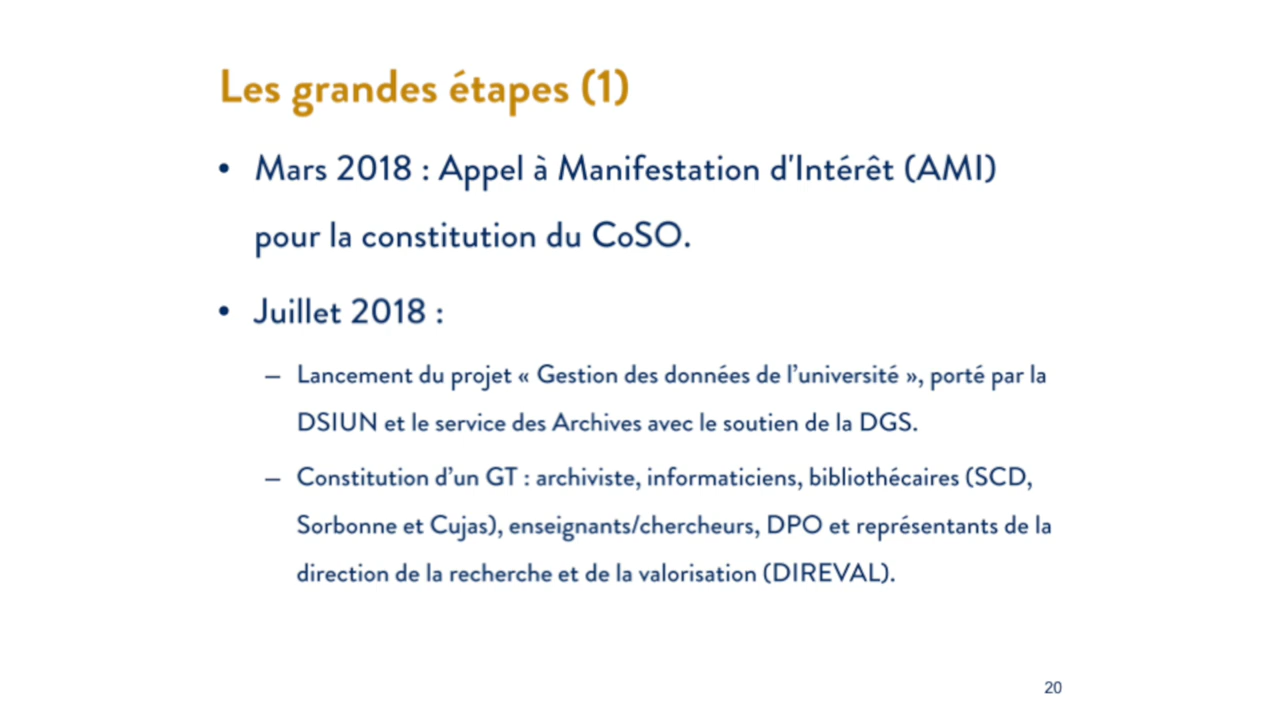 Les grandes étapes (1)
• Mars 2018 : Appel à Manifestation d'Intérêt (AMI)
pour la constitution du CoSO.
• Juillet 2018 :
– Lancement du projet « Gestion des données de l’université », porté par la
DSIUN et le service des Archives avec le soutien de la DGS.
– Constitution d’un GT : archiviste, informaticiens, bibliothécaires (SCD,
Sorbonne et Cujas), enseignants/chercheurs, DPO et représentants de la
direction de la recherche et de la valorisation (DIREVAL).
20